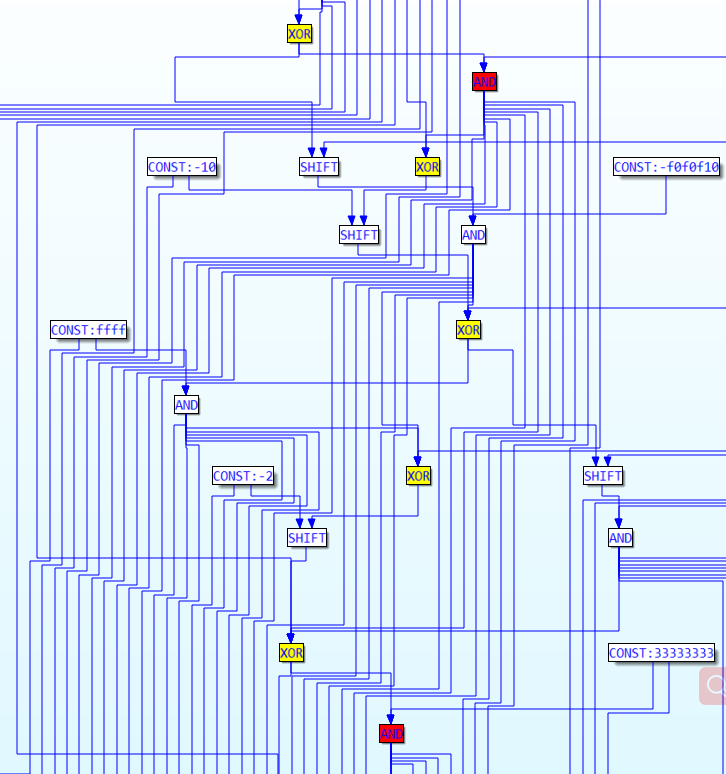 XOR
AND
CONST:-10
SHIFT
XOR
CONST:-f0f0f10
SHIFT
AND
CONST:ffff
XOR
AND
CONST:-2
XOR
SHIFT
SHIFT
AND
XOR
CONST:33333333
AND